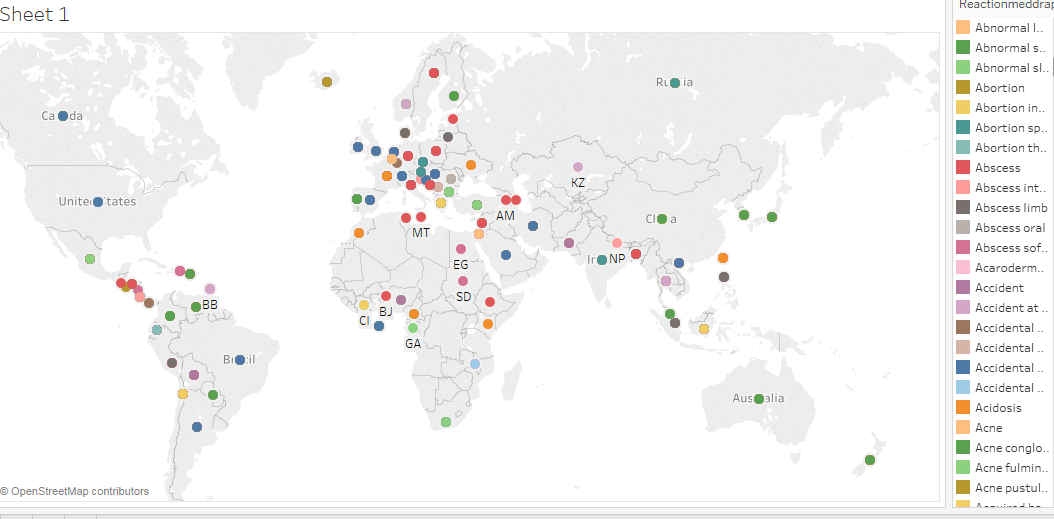 Sheet 1
Reactionmeddrap
Abnormal l..
Abnormal s..
Abnormal sl..
Abortion
Abortion in..
Abortion sp..
Abortion th..
Abscess
Abscess int..
Abscess limb
Abscess oral
Abscess sof..
Acaroderm..
Accident
Accident at ..
Accidental ..
Accidental ..
Accidental ..
Accidental ..
Acidosis
Acne
Acne conglo..
Acne fulmin..
Acne pustul..
Canada
Russia
United States
KZ
AM
MT
China
EG
NP
SD
BB
BJ
CI
GA
Brazil
Australia
© OpenStreetMap contributors